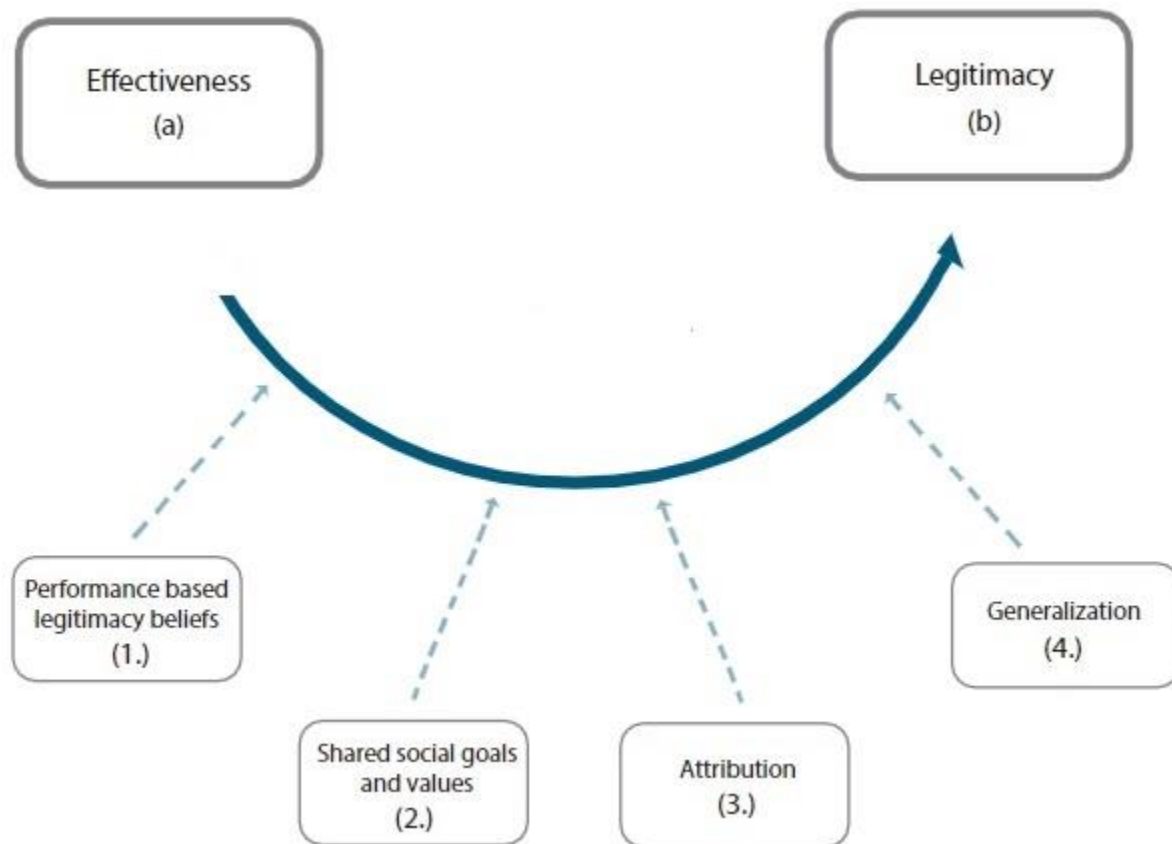 Effectiveness
(a)
Legitimacy
(b)
Performance based
legitimacy beliefs
(1.)
Shared social goals
and values
(2.)
Attribution
(3.)
Generalization
(4.)